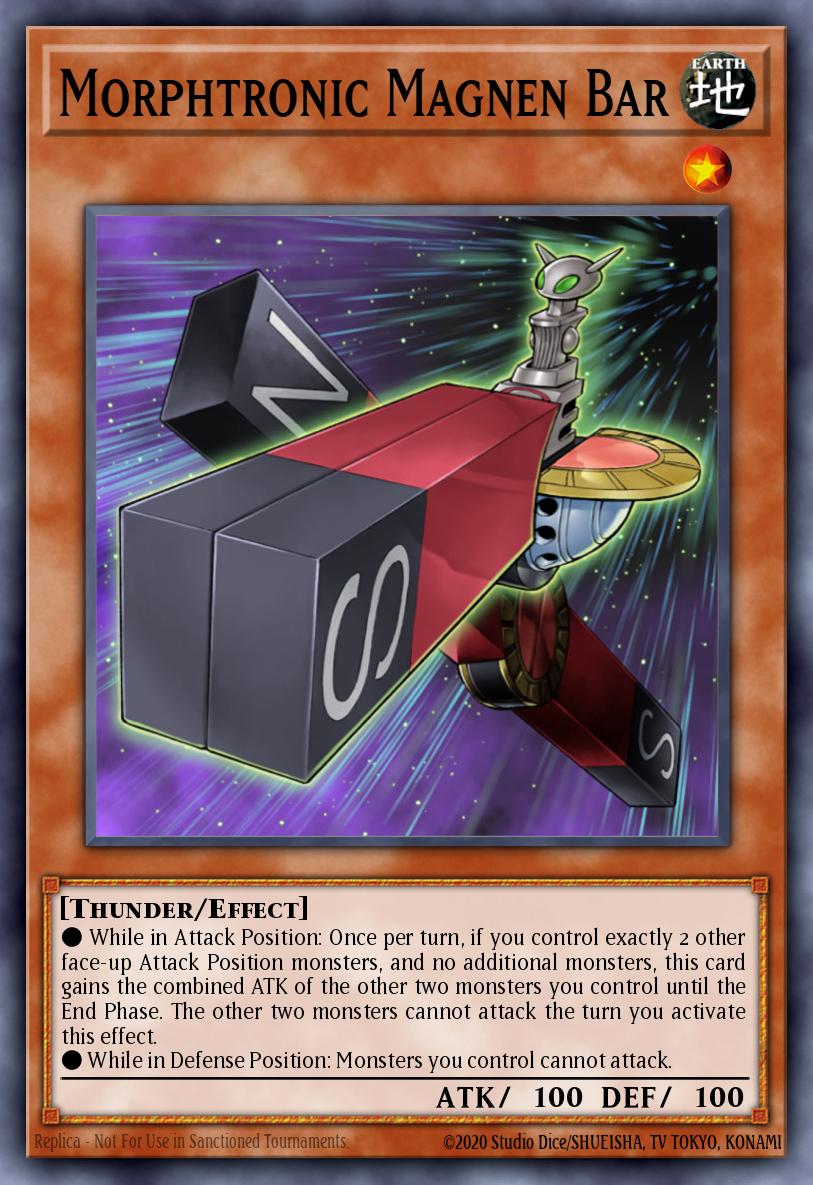 Morphtronic Magnen Bar
EARTH
地
N
S
S
[Thunder/Effect]
● While in Attack Position: Once per turn, if you control exactly 2 other
face-up Attack Position monsters, and no additional monsters, this card
gains the combined ATK of the other two monsters you control until the
End Phase. The other two monsters cannot attack the turn you activate
this effect.
● While in Defense Position: Monsters you control cannot attack.
ATK/ 100 DEF/ 100
Replica - Not For Use in Sanctioned Tournaments.
©2020 Studio Dice/SHUEISHA, TV TOKYO, KONAMI